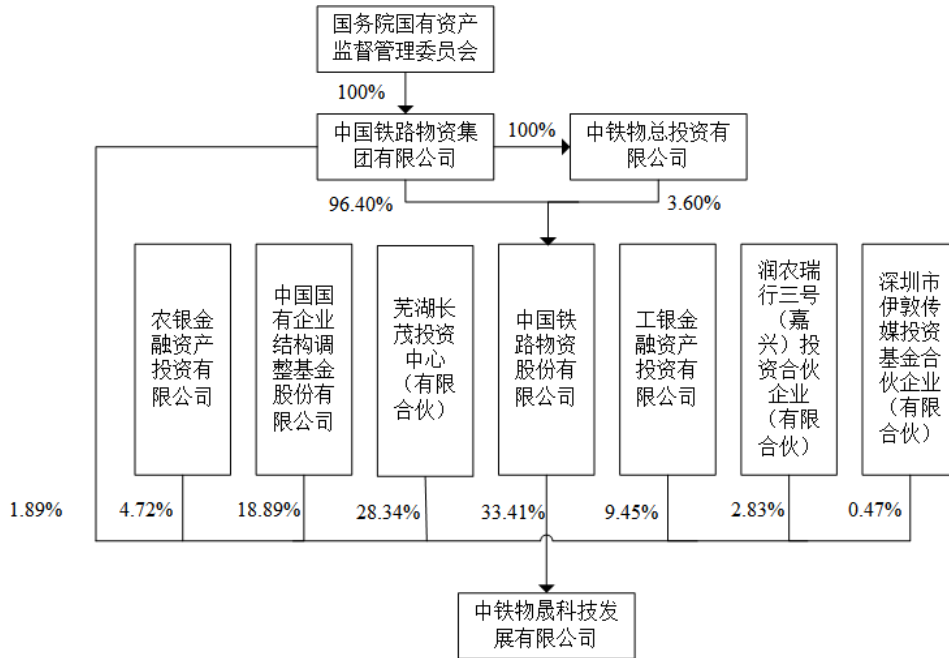 国务院国有资产
监督管理委员会
100%
中国铁路物资集
团有限公司
100%
中铁物总投资有
限公司
96.40%
3.60%
农银金
融资产
投资有
限公司
中国国
有企业
结构调
整基金
股份有
限公司
芜湖长
茂投资
中心
（有限
合伙）
中国铁
路物资
股份有
限公司
工银金
融资产
投资有
限公司
润农瑞
行三号
（嘉
兴）投
资合伙
企业
（有限
合伙）
深圳市
伊敦传
媒投资
基金合
伙企业
（有限
合伙）
1.89%
4.72%
18.89%
28.34%
33.41%
9.45%
2.83%
0.47%
中铁物晟科技发
展有限公司